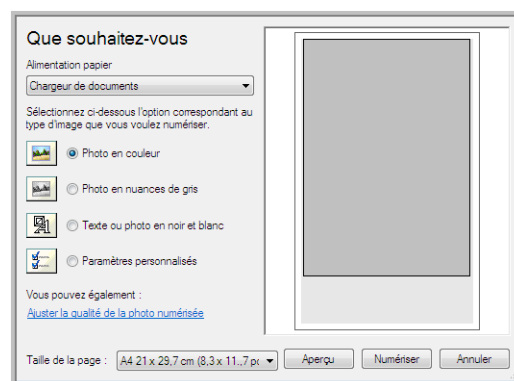 Que souhaitez-vous
Alimentation papier
Chargeur de documents
Sélectionnez ci-dessous l'option correspondant au
type d'image que vous voulez numériser.
Photo en couleur
Photo en nuances de gris
Texte ou photo en noir et blanc
Paramètres personnalisés
Vous pouvez également :
Ajuster la qualité de la photo numérisée
Taille de la page : A4 21 x 29,7 cm (8,3 x 11.,7 pc
Aperçu Numériser Annuler